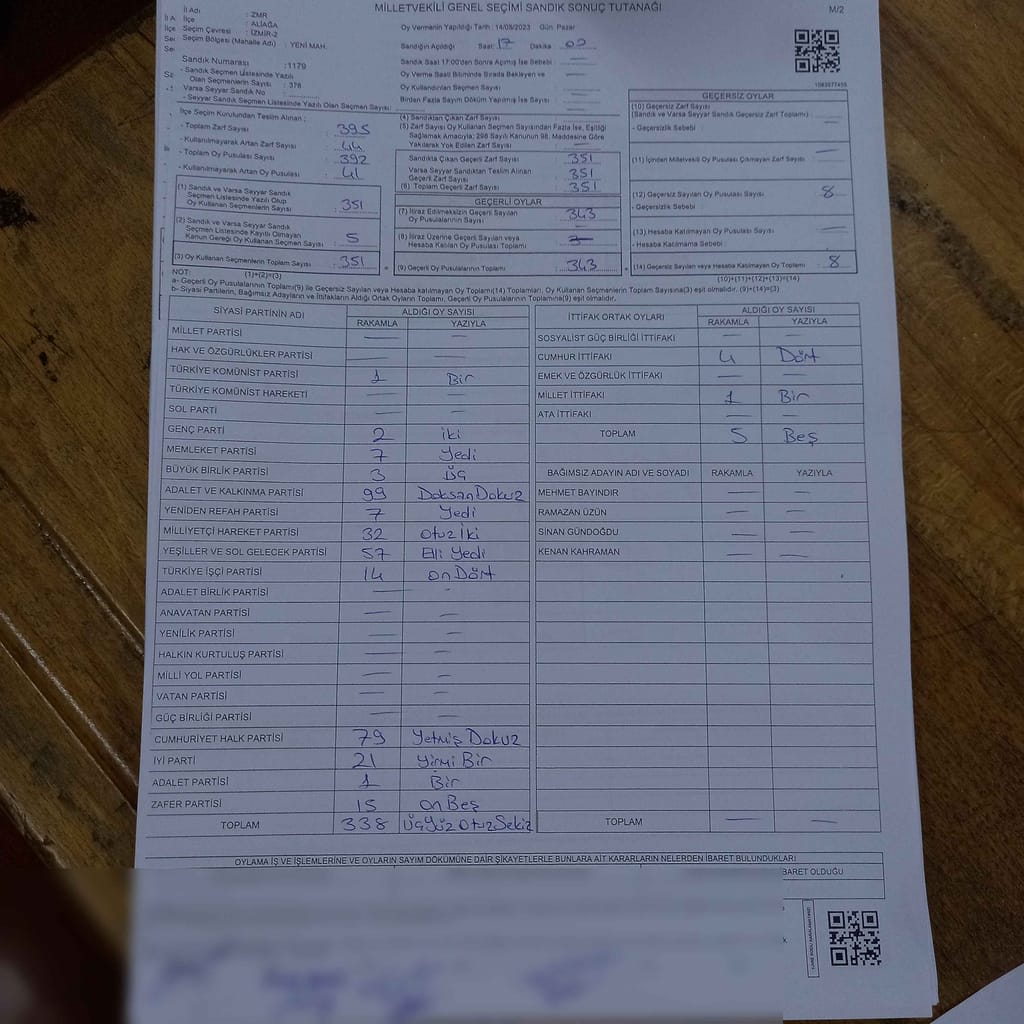 MİLLETVEKİLİ GENEL SEÇİMİ SANDIK SONUÇ TUTANAĞI
M/2
İl Adı : ZMR
İlçe : ALİAĞA
Seçim Çevresi : İZMİR-2
Seçim Bölgesi (Mahalle Adı) : YENİ MAH.
Sandık Numarası : 1179
- Sandık Seçmen Listesinde Yazılı
Olan Seçmenlerin Sayısı : 378
Varsa Seyyar Sandık No :
- Seyyar Sandık Seçmen Listesinde Yazılı Olan Seçmen Sayısı :
Oy Vermenin Yapıldığı Tarih : 14/05/2023 Gün: Pazar
Sandığın Açıldığı Saat: 17 Dakika 00
Sandık Saat 17:00'den Sonra Açılmış İse Sebebi : —
Oy Verme Saati Bitiminde Sırada Bekleyen ve
Oy Kullandırılan Seçmen Sayısı : —
Birden Fazla Sayım Döküm Yapılmış İse Sayısı : —
İlçe Seçim Kurulundan Teslim Alınan ;
- Toplam Zarf Sayısı : 395
- Kullanılmayarak Artan Zarf Sayısı : 44
- Toplam Oy Pusulası Sayısı : 392
- Kullanılmayarak Artan Oy Pusulası : 41
(1) Sandık ve Varsa Seyyar Sandık
Seçmen Listesinde Yazılı Olup
Oy Kullanan Seçmenlerin Sayısı : 351
(2) Sandık ve Varsa Seyyar Sandık
Seçmen Listesinde Kayıtlı Olmayan
Kanun Gereği Oy Kullanan Seçmen Sayısı : 5
(3) Oy Kullanan Seçmenlerin Toplam Sayısı : 351
(4) Sandıktan Çıkan Zarf Sayısı
(5) Zarf Sayısı Oy Kullanan Seçmen Sayısından Fazla İse, Eşitliği
Sağlamak Amacıyla; 298 Sayılı Kanunun 98. Maddesine Göre
Yakılarak Yok Edilen Zarf Sayısı : —
Sandıkta Çıkan Geçerli Zarf Sayısı : 351
Varsa Seyyar Sandıktan Teslim Alınan
Geçerli Zarf Sayısı : 351
(6) Toplam Geçerli Zarf Sayısı : 351
GEÇERLİ OYLAR
(7) İtiraz Edilmeksizin Geçerli Sayılan
Oy Pusulalarının Sayısı : 343
(8) İtiraz Üzerine Geçerli Sayılan veya
Hesaba Katılan Oy Pusulası Toplamı :
(9) Geçerli Oy Pusulalarının Toplamı : 343
GEÇERSİZ OYLAR
(10) Geçersiz Zarf Sayısı
(Sandık ve Varsa Sandık Geçersiz Zarf Toplamı) : —
- Geçersizlik Sebebi :
(11) İçinden Milletvekili Oy Pusulası Çıkmayan Zarf Sayısı : —
(12) Geçersiz Sayılan Oy Pusulası Sayısı : 8
- Geçersizlik Sebebi :
(13) Hesaba Katılmayan Oy Pusulası Sayısı : —
- Hesaba Katılmama Sebebi :
(14) Geçersiz Sayılan veya Hesaba Katılmayan Oy Toplamı : 8
NOT: (1)+(2)=(3)
(10)+(11)+(12)+(13)=(14)
a- Geçerli Oy Pusulalarının Toplamı(9) ile Geçersiz Sayılan veya Hesaba katılmayan Oy Toplamı(14) Toplamları, Oy Kullanan Seçmenlerin Toplam Sayısına(3) eşit olmalıdır. (9)+(14)=(3)
b- Siyasi Partilerin, Bağımsız Adayların ve İttifakların Aldığı Ortak Oyların Toplamı, Geçerli Oy Pusulalarının Toplamına(9) eşit olmalıdır.
SİYASİ PARTİNİN ADI ALDIĞI OY SAYISI
RAKAMLA YAZIYLA
MİLLET PARTİSİ — —
HAK VE ÖZGÜRLÜKLER PARTİSİ — —
TÜRKİYE KOMÜNİST PARTİSİ 1 Bir
TÜRKİYE KOMÜNİST HAREKETİ — —
SOL PARTİ — —
GENÇ PARTİ 2 iki
MEMLEKET PARTİSİ 7 Yedi
BÜYÜK BİRLİK PARTİSİ 3 Üç
ADALET VE KALKINMA PARTİSİ 99 Doksan Dokuz
YENİDEN REFAH PARTİSİ 7 Yedi
MİLLİYETÇİ HAREKET PARTİSİ 32 otuz İki
YEŞİLLER VE SOL GELECEK PARTİSİ 57 Elli Yedi
TÜRKİYE İŞÇİ PARTİSİ 14 on Dört
ADALET BİRLİK PARTİSİ — —
ANAVATAN PARTİSİ — —
YENİLİK PARTİSİ — —
HALKIN KURTULUŞ PARTİSİ — —
MİLLİ YOL PARTİSİ — —
VATAN PARTİSİ — —
GÜÇ BİRLİĞİ PARTİSİ — —
CUMHURİYET HALK PARTİSİ 79 Yetmiş Dokuz
İYİ PARTİ 21 Yirmi Bir
ADALET PARTİSİ 1 Bir
ZAFER PARTİSİ 15 on Beş
TOPLAM 338 ÜçYüz Otuz Sekiz
İTTİFAK ORTAK OYLARI ALDIĞI OY SAYISI
RAKAMLA YAZIYLA
SOSYALİST GÜÇ BİRLİĞİ İTTİFAKI — —
CUMHUR İTTİFAKI 4 Dört
EMEK VE ÖZGÜRLÜK İTTİFAKI — —
MİLLET İTTİFAKI 1 Bir
ATA İTTİFAKI — —
TOPLAM 5 Beş
BAĞIMSIZ ADAYIN ADI VE SOYADI RAKAMLA YAZIYLA
MEHMET BAYINDIR — —
RAMAZAN ÜZÜN — —
SİNAN GÜNDOĞDU — —
KENAN KAHRAMAN — —
TOPLAM — —
OYLAMA İŞ VE İŞLEMLERİNE VE OYLARIN SAYIM DÖKÜMÜNE DAİR ŞİKAYETLERLE BUNLARA AİT KARARLARIN NELERDEN İBARET BULUNDUKLARI
BARET OLDUĞU